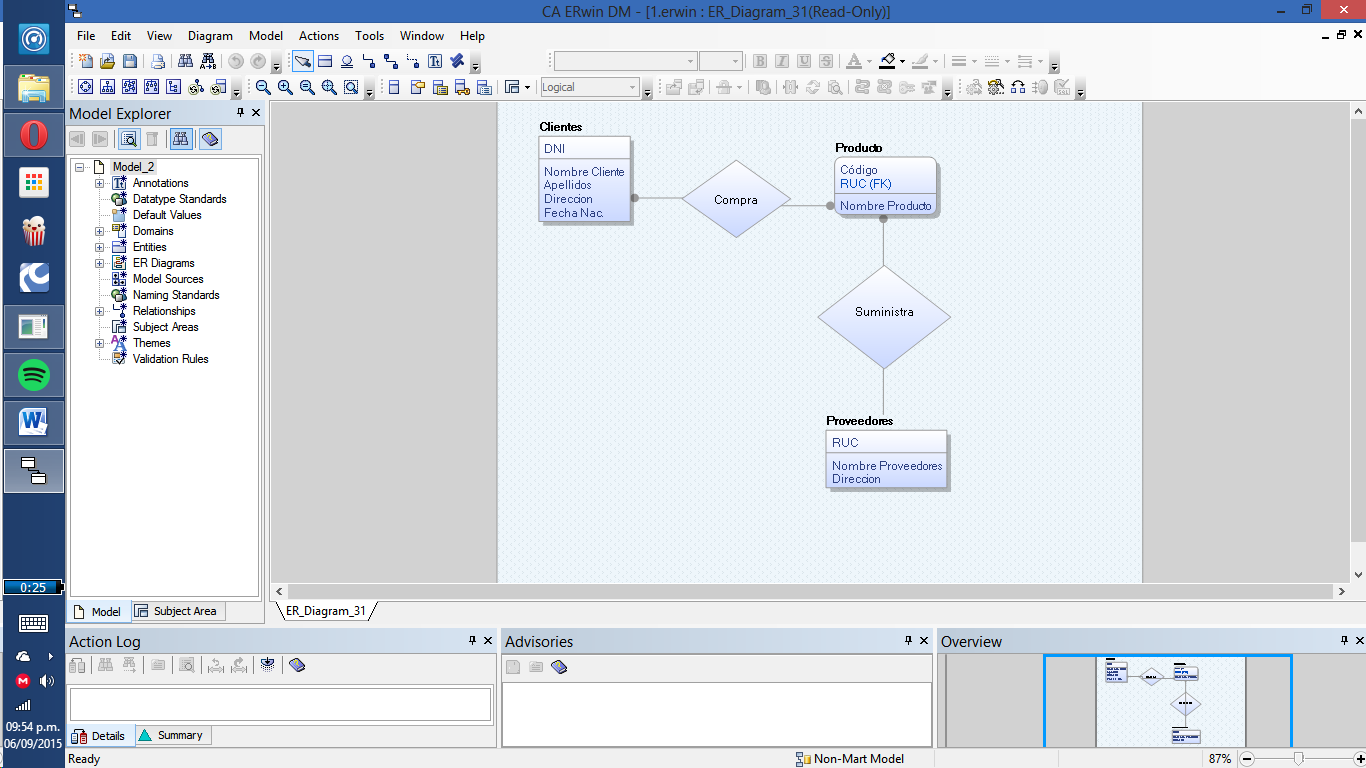 CA ERwin DM - [1.erwin : ER_Diagram_31(Read-Only)]
File Edit View Diagram Model Actions Tools Window Help
Logical
Model Explorer
Model_2
Annotations
Datatype Standards
Default Values
Domains
Entities
ER Diagrams
Model Sources
Naming Standards
Relationships
Subject Areas
Themes
Validation Rules
Model Subject Area
Clientes
DNI
Nombre Cliente
Apellidos
Direccion
Fecha Nac.
Compra
Producto
Código
RUC (FK)
Nombre Producto
Suministra
Proveedores
RUC
Nombre Proveedores
Direccion
ER_Diagram_31
Action Log
Details Summary
Advisories
Overview
0:25
09:54 p.m.
06/09/2015
Ready
Non-Mart Model
87%